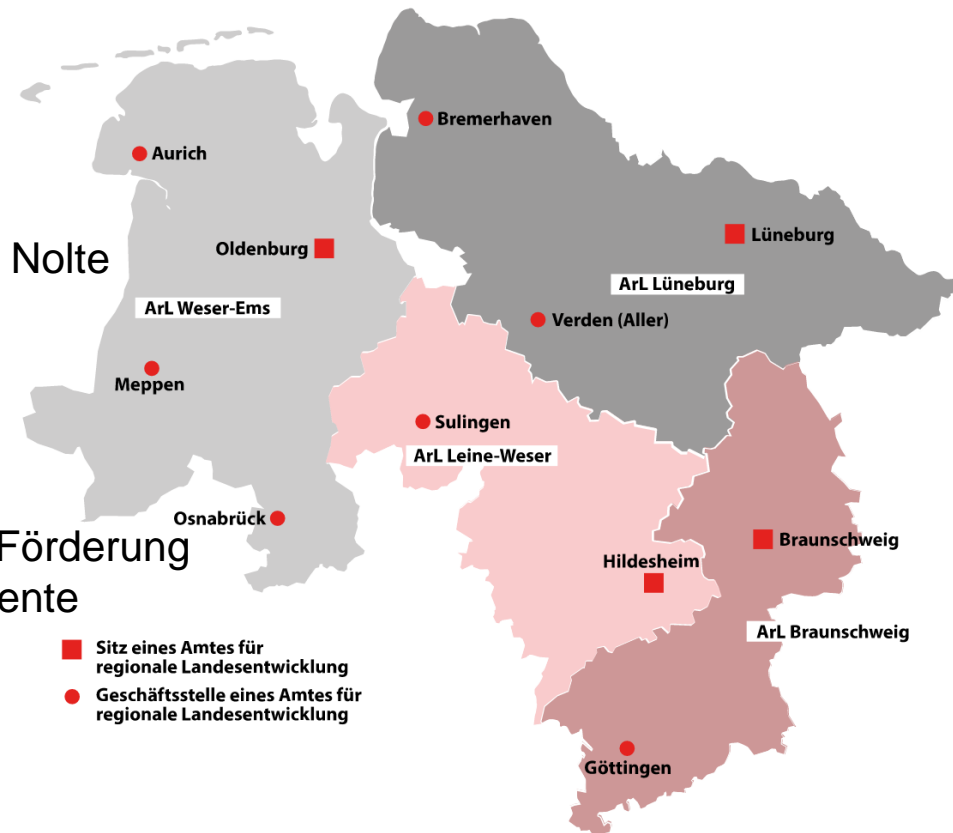 Bremerhaven
Aurich
Lüneburg
Oldenburg
Nolte
ArL Lüneburg
ArL Weser-Ems
Verden (Aller)
Meppen
Sulingen
ArL Leine-Weser
Osnabrück
Förderung
Braunschweig
Hildesheim
ente
ArL Braunschweig
Sitz eines Amtes für
regionale Landesentwicklung
Geschäftsstelle eines Amtes für
regionale Landesentwicklung
Göttingen